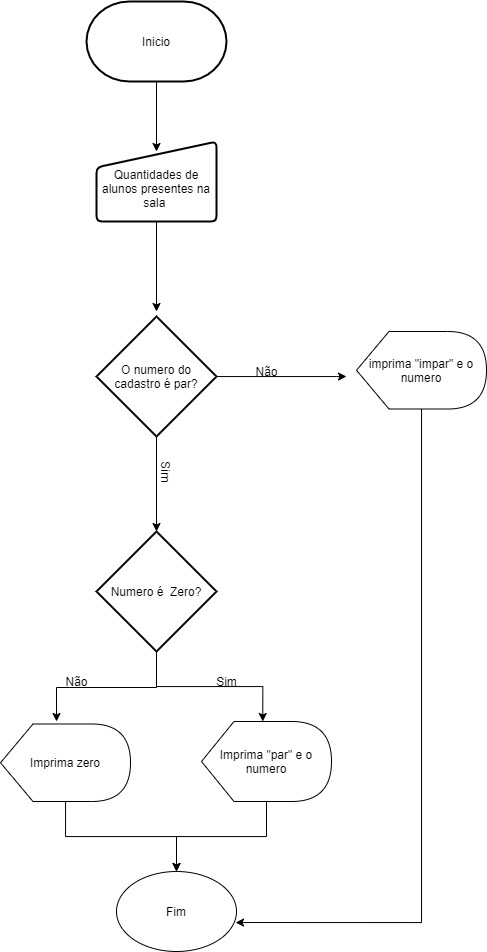 Inicio
Quantidades de
alunos presentes na
sala
O numero do
cadastro é par?
Não
imprima "impar" e o
numero
Sim
Numero é Zero?
Não
Sim
Imprima zero
Imprima "par" e o
numero
Fim